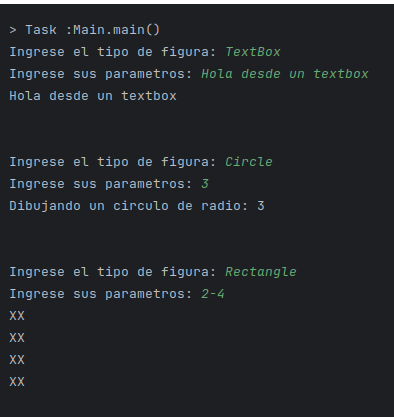 > Task :Main.main()
Ingrese el tipo de figura: TextBox
Ingrese sus parametros: Hola desde un textbox
Hola desde un textbox
Ingrese el tipo de figura: Circle
Ingrese sus parametros: 3
Dibujando un circulo de radio: 3
Ingrese el tipo de figura: Rectangle
Ingrese sus parametros: 2-4
XX
XX
XX
XX